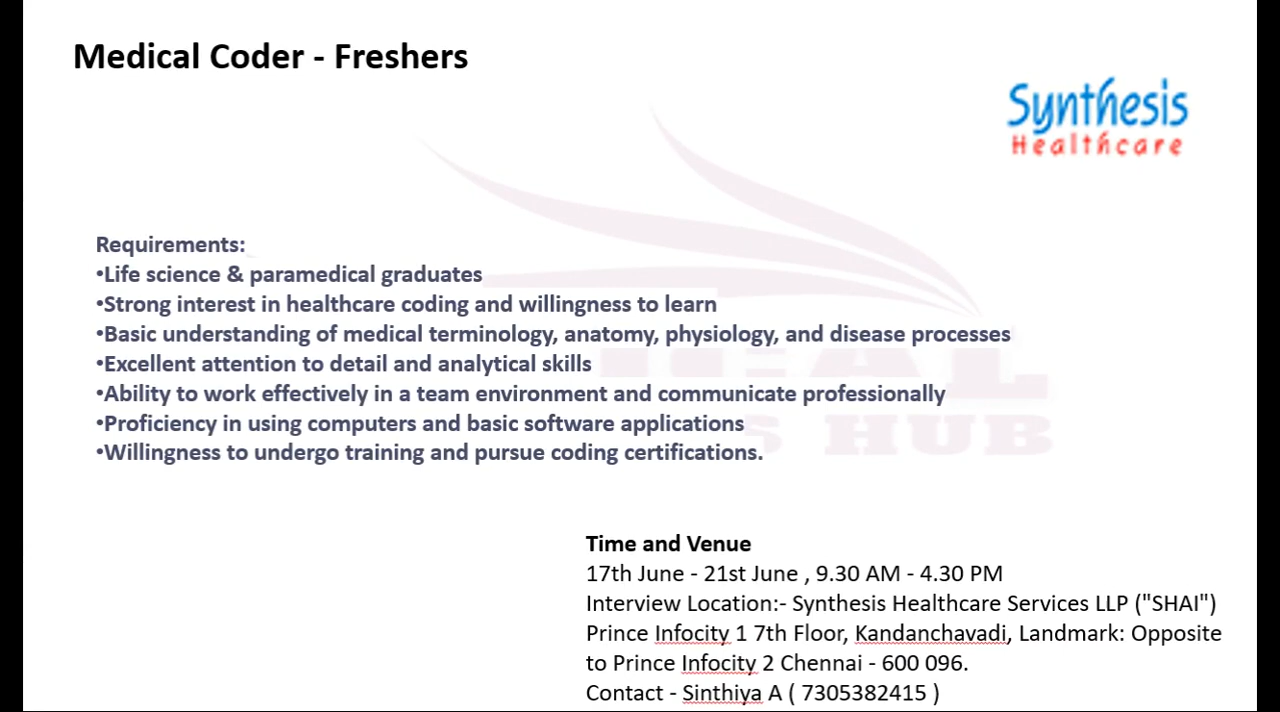 Medical Coder - Freshers
Synthesis
Healthcare
Requirements:
•Life science & paramedical graduates
•Strong interest in healthcare coding and willingness to learn
•Basic understanding of medical terminology, anatomy, physiology, and disease processes
•Excellent attention to detail and analytical skills
•Ability to work effectively in a team environment and communicate professionally
•Proficiency in using computers and basic software applications
•Willingness to undergo training and pursue coding certifications.
HUB
Time and Venue
17th June - 21st June , 9.30 AM - 4.30 PM
Interview Location:- Synthesis Healthcare Services LLP ("SHAI")
Prince Infocity 1 7th Floor, Kandanchavadi, Landmark: Opposite
to Prince Infocity 2 Chennai - 600 096.
Contact - Sinthiya A ( 7305382415 )